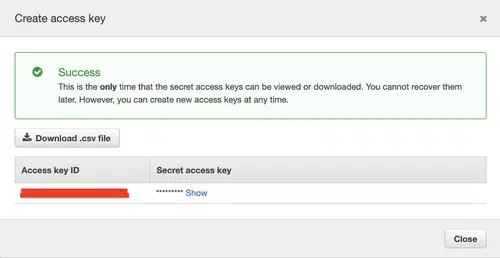 Create access key
Success
This is the only time that the secret access keys can be viewed or downloaded. You cannot recover them
later. However, you can create new access keys at any time.
Download .csv file
Access key ID
Secret access key
********* Show
Close